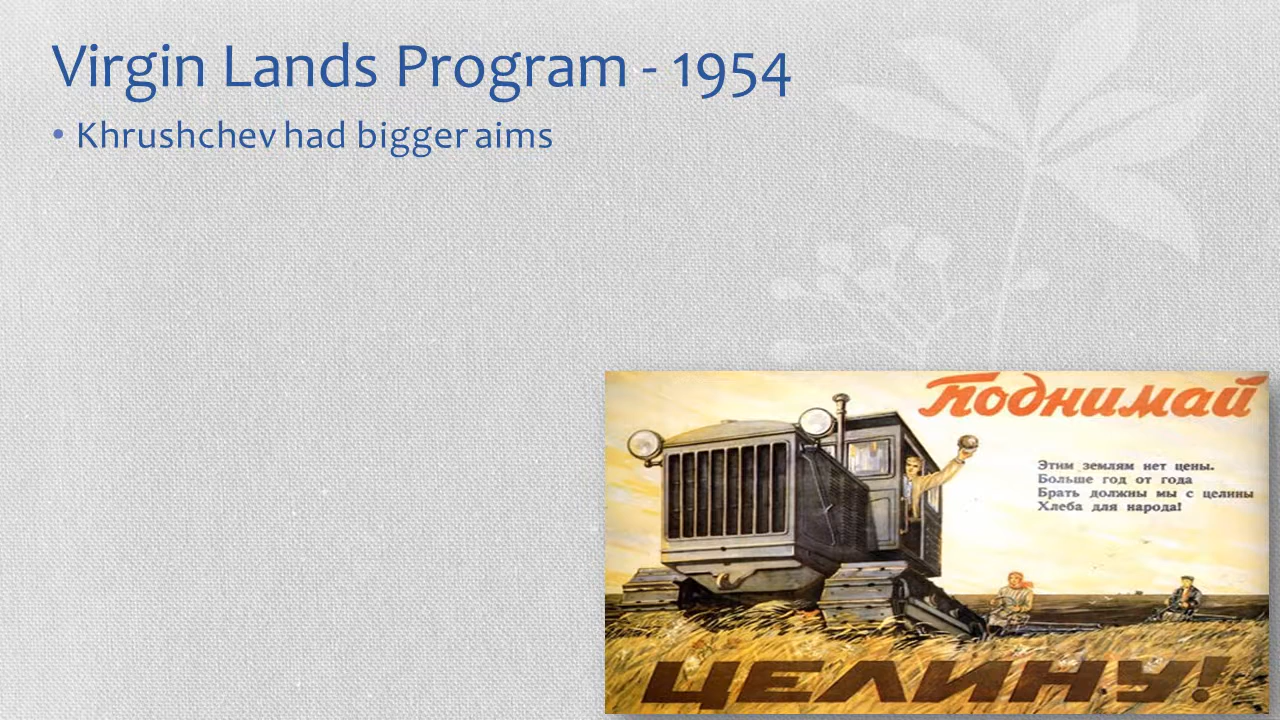 Virgin Lands Program - 1954
• Khrushchev had bigger aims
Поднимай
Этим землям нет цены.
Больше год от года
Брать должны мы с целины
Хлеба для народа!
ЦЕЛИНУ!